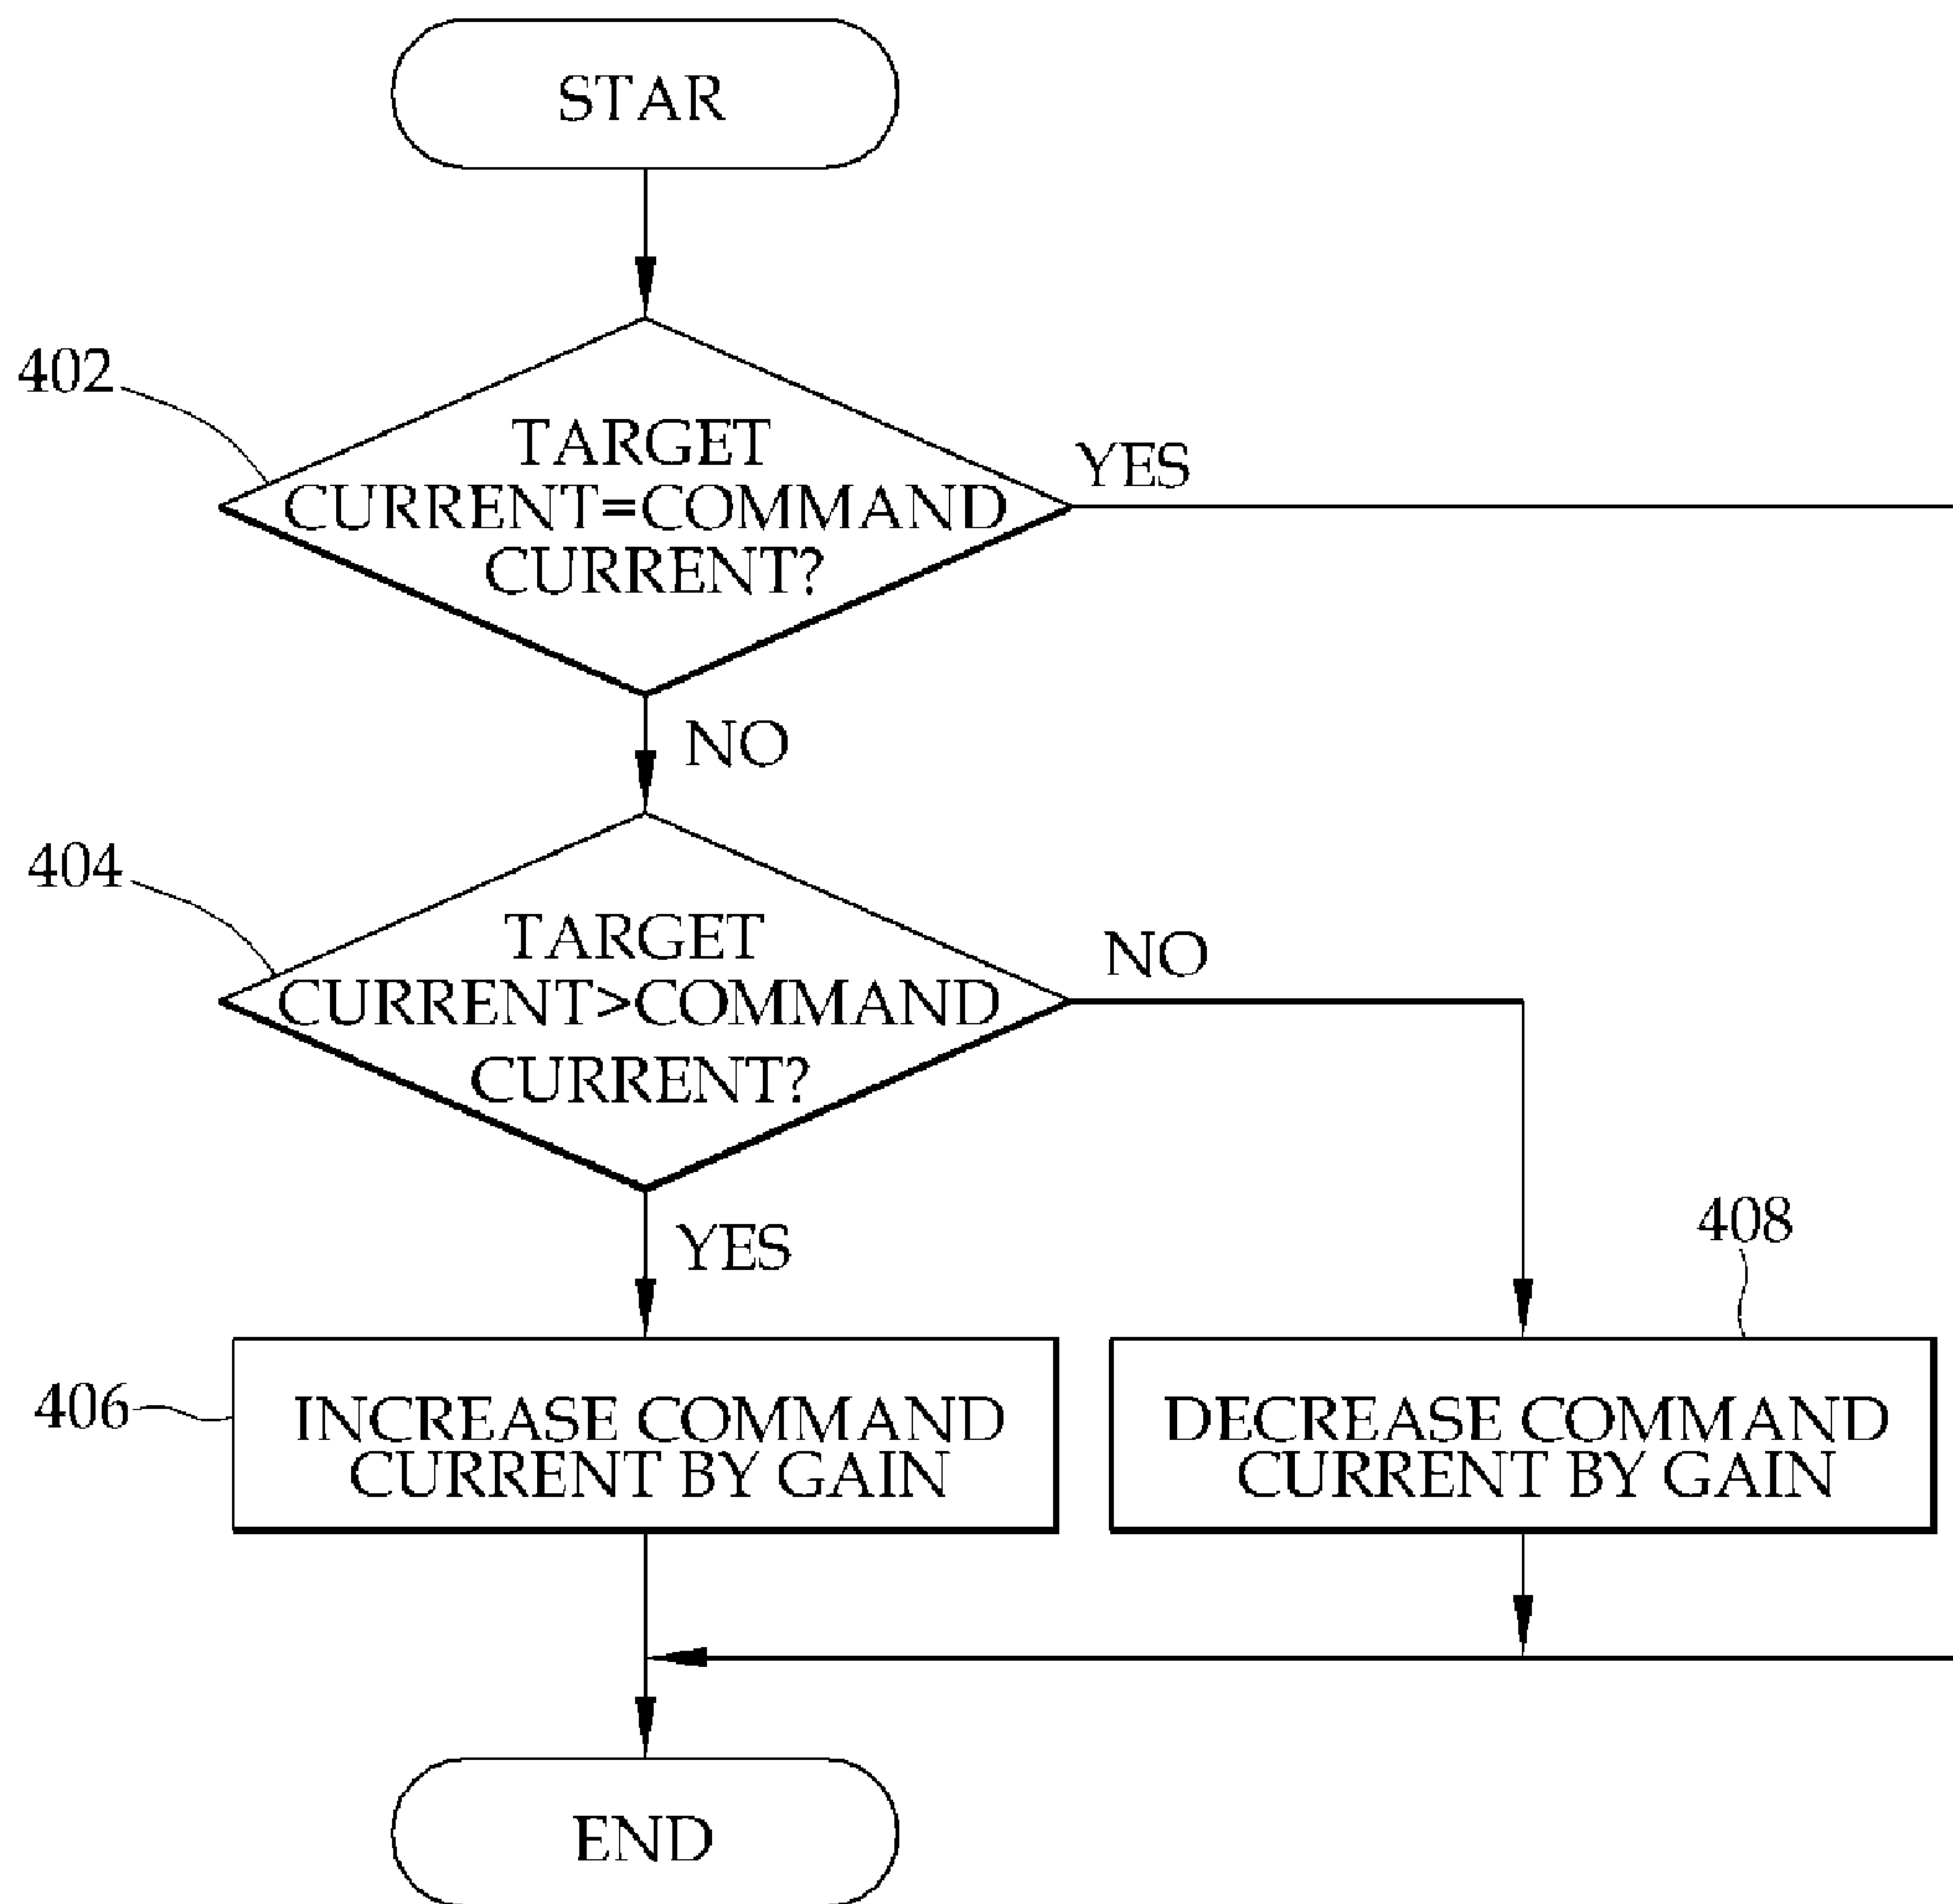 STAR
402
TARGET
CURRENT=COMMAND
CURRENT?
YES
NO
404
TARGET
CURRENT>COMMAND
CURRENT?
NO
YES
408
406
INCREASE COMMAND
CURRENT BY GAIN
DECREASE COMMAND
CURRENT BY GAIN
END